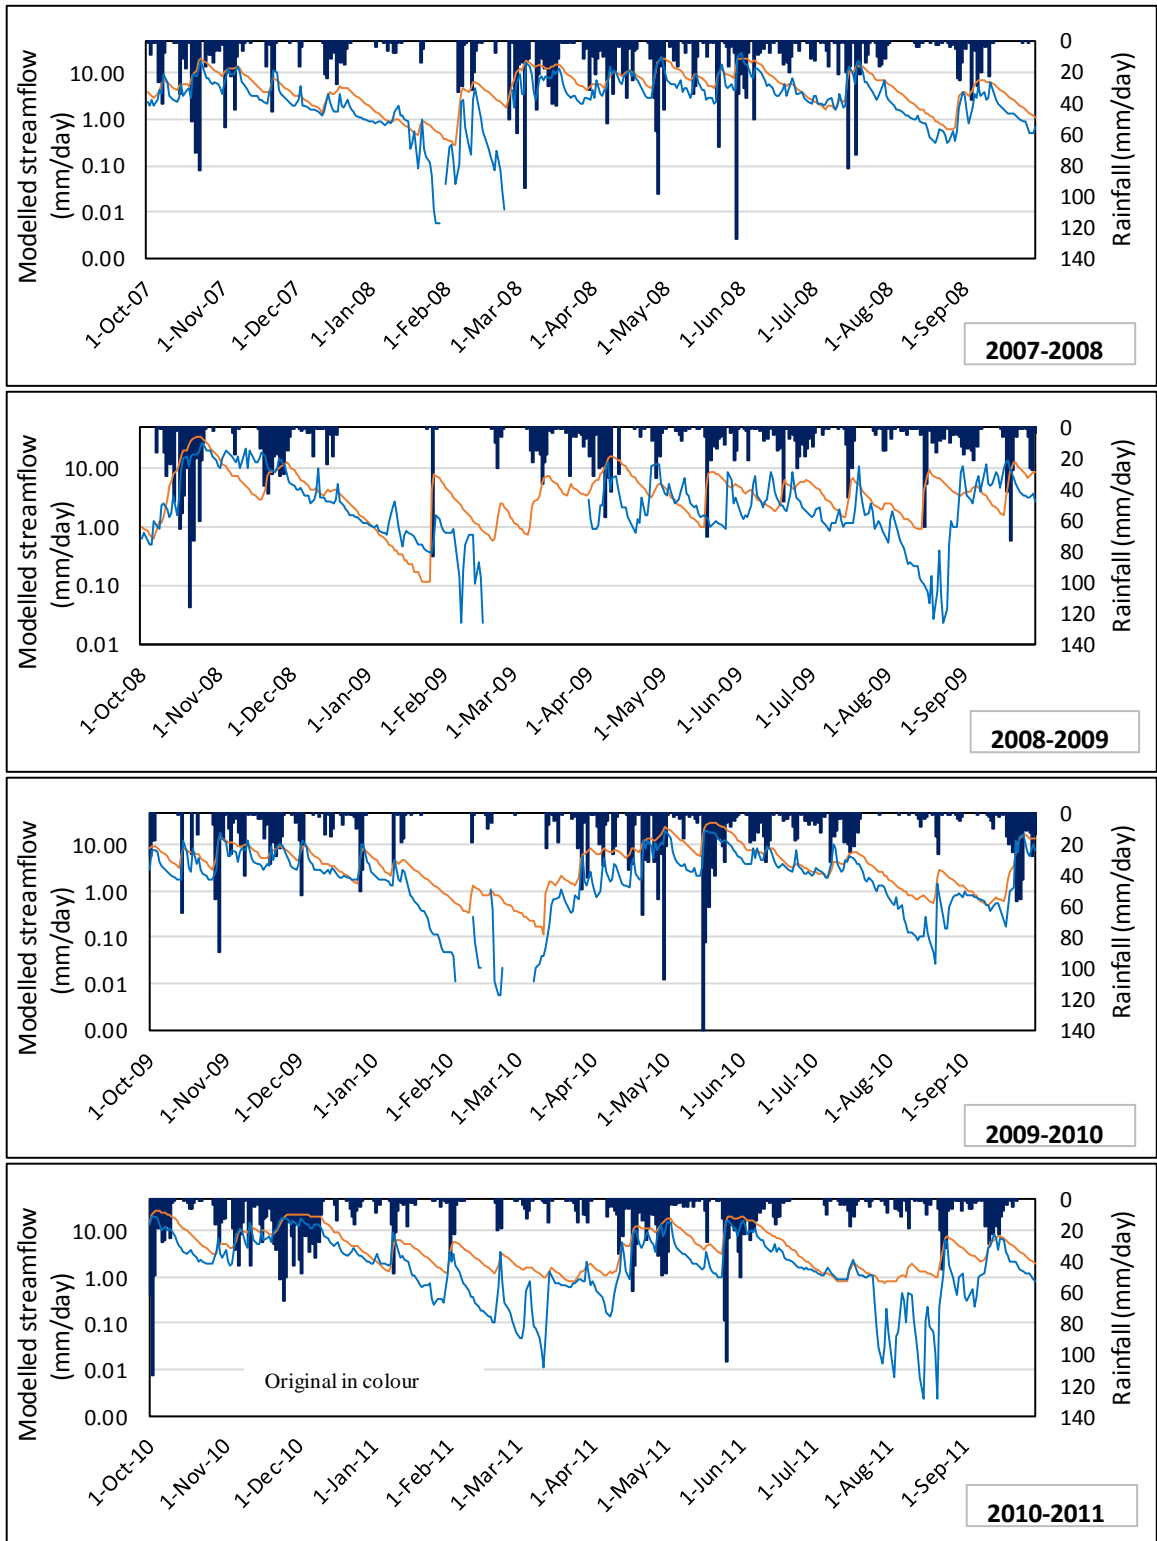 Modelled streamflow
(mm/day)
10.00
1.00
0.10
0.01
0.00
0
20
40
60
80
100
120
140
Rainfall (mm/day)
1-Oct-07
1-Nov-07
1-Dec-07
1-Jan-08
1-Feb-08
1-Mar-08
1-Apr-08
1-May-08
1-Jun-08
1-Jul-08
1-Aug-08
1-Sep-08
2007-2008
Modelled streamflow
(mm/day)
10.00
1.00
0.10
0.01
0
20
40
60
80
100
120
140
Rainfall (mm/day)
1-Oct-08
1-Nov-08
1-Dec-08
1-Jan-09
1-Feb-09
1-Mar-09
1-Apr-09
1-May-09
1-Jun-09
1-Jul-09
1-Aug-09
1-Sep-09
2008-2009
Modelled streamflow
(mm/day)
10.00
1.00
0.10
0.01
0.00
0
20
40
60
80
100
120
140
Rainfall (mm/day)
1-Oct-09
1-Nov-09
1-Dec-09
1-Jan-10
1-Feb-10
1-Mar-10
1-Apr-10
1-May-10
1-Jun-10
1-Jul-10
1-Aug-10
1-Sep-10
2009-2010
Modelled streamflow
(mm/day)
10.00
1.00
0.10
0.01
0.00
0
20
40
60
80
100
120
140
Rainfall (mm/day)
Original in colour
1-Oct-10
1-Nov-10
1-Dec-10
1-Jan-11
1-Feb-11
1-Mar-11
1-Apr-11
1-May-11
1-Jun-11
1-Jul-11
1-Aug-11
1-Sep-11
2010-2011